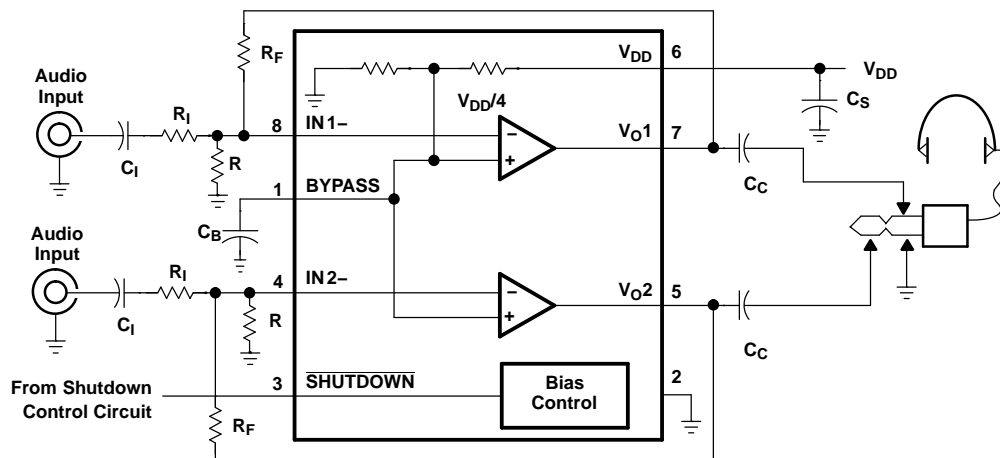 R_F
V_DD
6
V_DD
Audio
Input
V_DD/4
C_S
R_I
8
IN1−
V_O1
7
−
+
C_I
R
1
BYPASS
C_C
C_B
Audio
Input
R_I
4
IN2−
V_O2
5
−
+
C_I
R
C_C
From Shutdown
Control Circuit
3
SHUTDOWN
Bias
Control
2
R_F